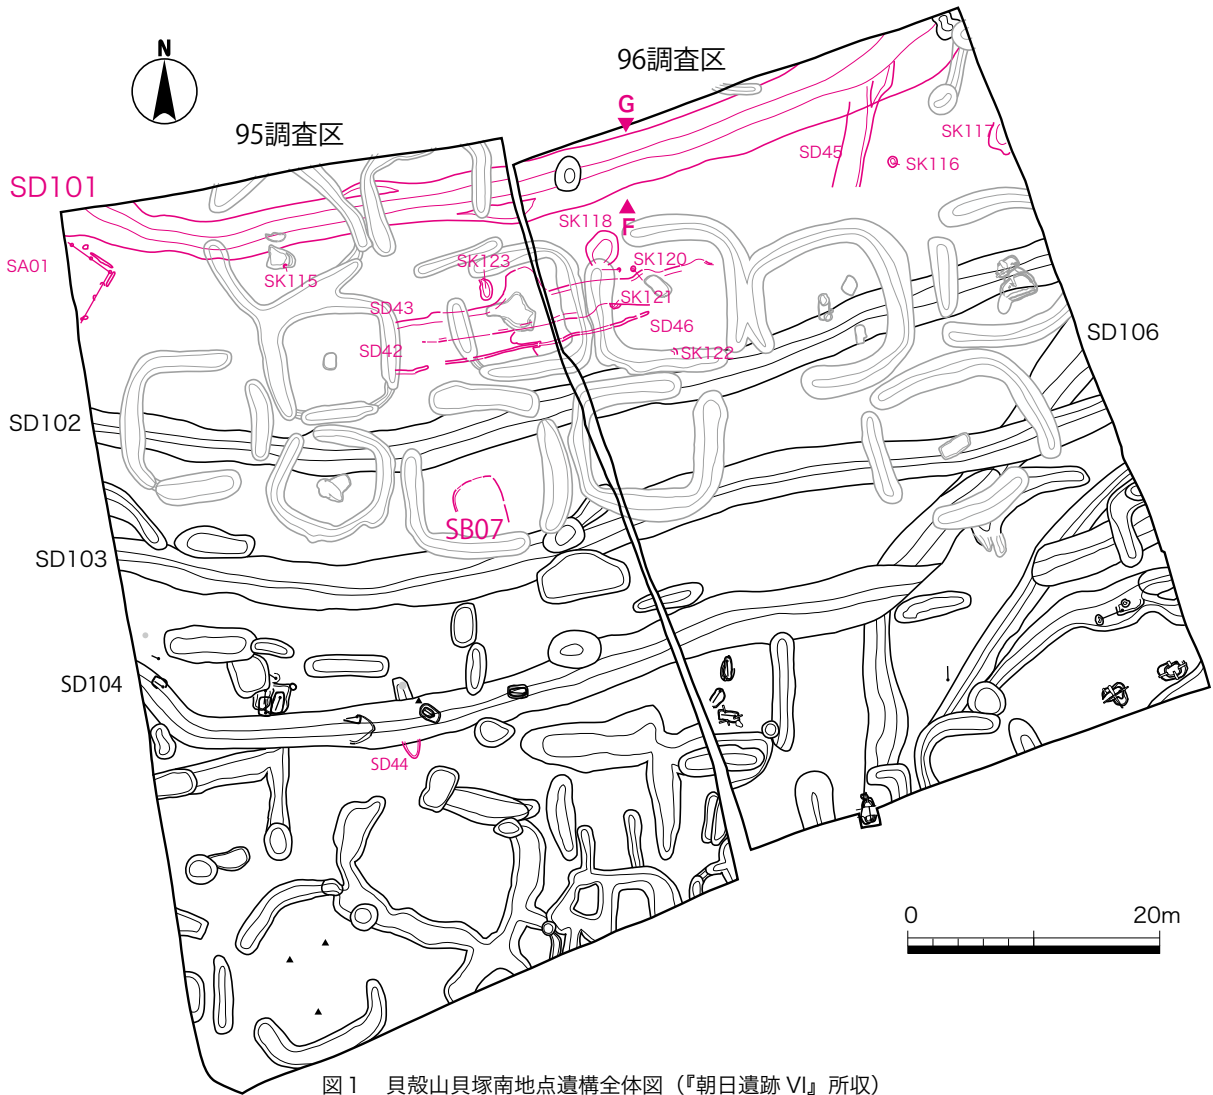 N
96調査区
G
95調査区
SK117
SD45
SK116
SD101
SK118
F
SA01
SK123
SK120
SK115
SK121
SD43
SD46
SD42
SK122
SD106
SD102
SB07
SD103
SD104
SD44
0 20m
図1 貝殻山貝塚南地点遺構全体図（『朝日遺跡 VI』所収）